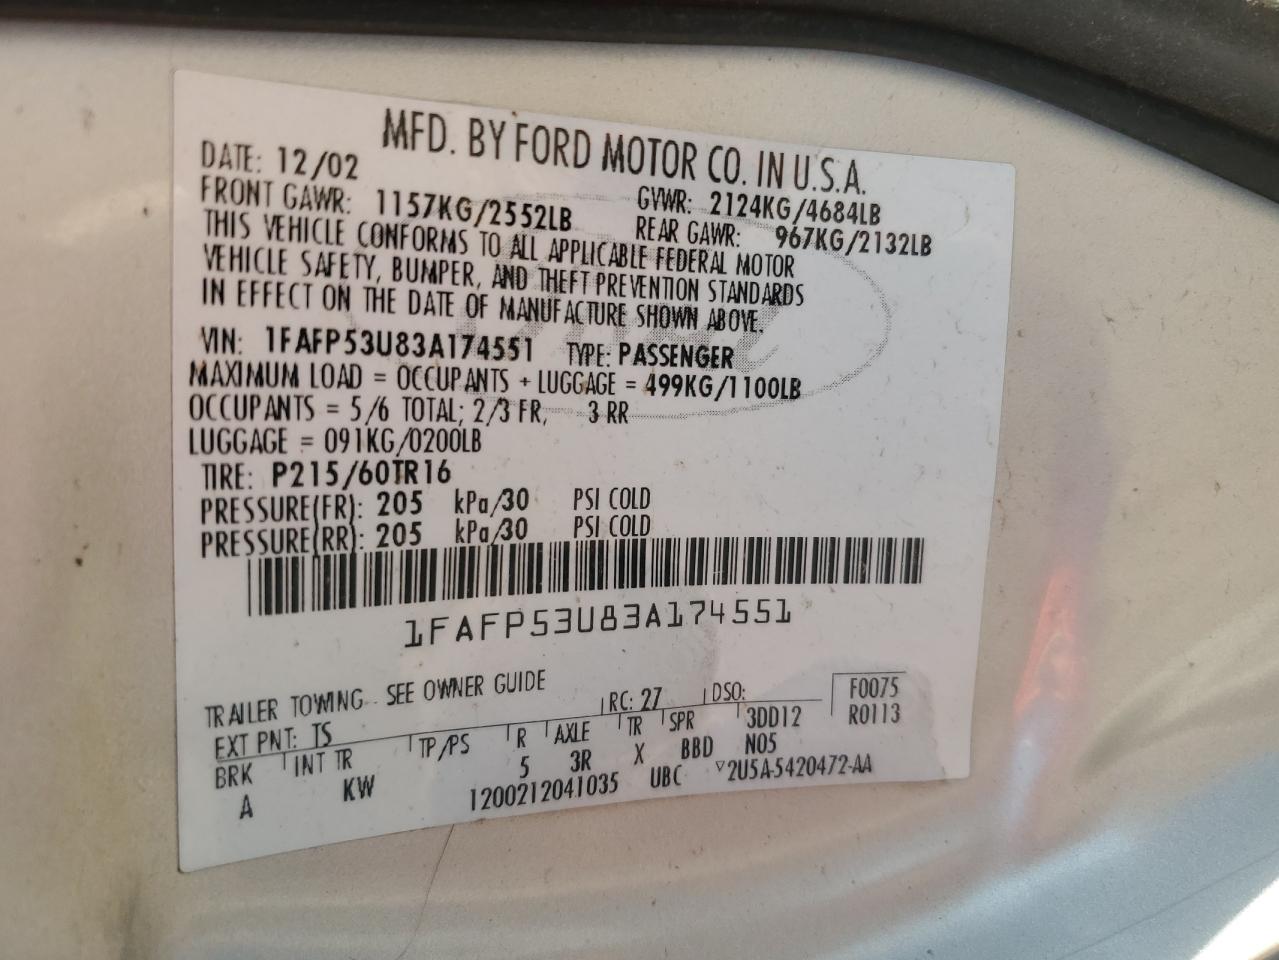 MFD. BY FORD MOTOR CO. IN U.S.A.
DATE: 12/02 GVWR: 2124KG/4684LB
FRONT GAWR: 1157KG/2552LB REAR GAWR: 967KG/2132LB
THIS VEHICLE CONFORMS TO ALL APPLICABLE FEDERAL MOTOR
VEHICLE SAFETY, BUMPER, AND THEFT PREVENTION STANDARDS
IN EFFECT ON THE DATE OF MANUFACTURE SHOWN ABOVE.
VIN: 1FAFP53U83A174551 TYPE: PASSENGER
MAXIMUM LOAD = OCCUPANTS + LUGGAGE = 499KG/1100LB
OCCUPANTS = 5/6 TOTAL; 2/3 FR, 3 RR
LUGGAGE = 091KG/0200LB
TIRE: P215/60TR16
PRESSURE(FR): 205 kPa/30 PSI COLD
PRESSURE(RR): 205 kPa/30 PSI COLD
1FAFP53U83A174551
TRAILER TOWING - SEE OWNER GUIDE
EXT PNT: TS RC: 27 DSO: F0075
BRK INT TR TP/PS R AXLE TR SPR 3DD12 R0113
A KW 5 3R X BBD N05
1200212041035 UBC ▽2U5A-5420472-AA